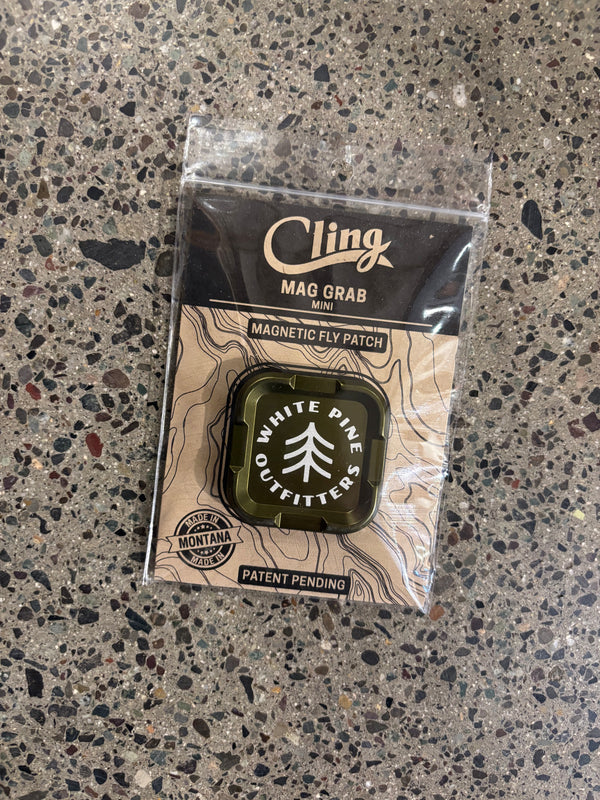 Cling
MAG GRAB
MINI
MAGNETIC FLY PATCH
WHITE PINE
OUTFITTERS
MADE IN
MONTANA
MADE IN
PATENT PENDING